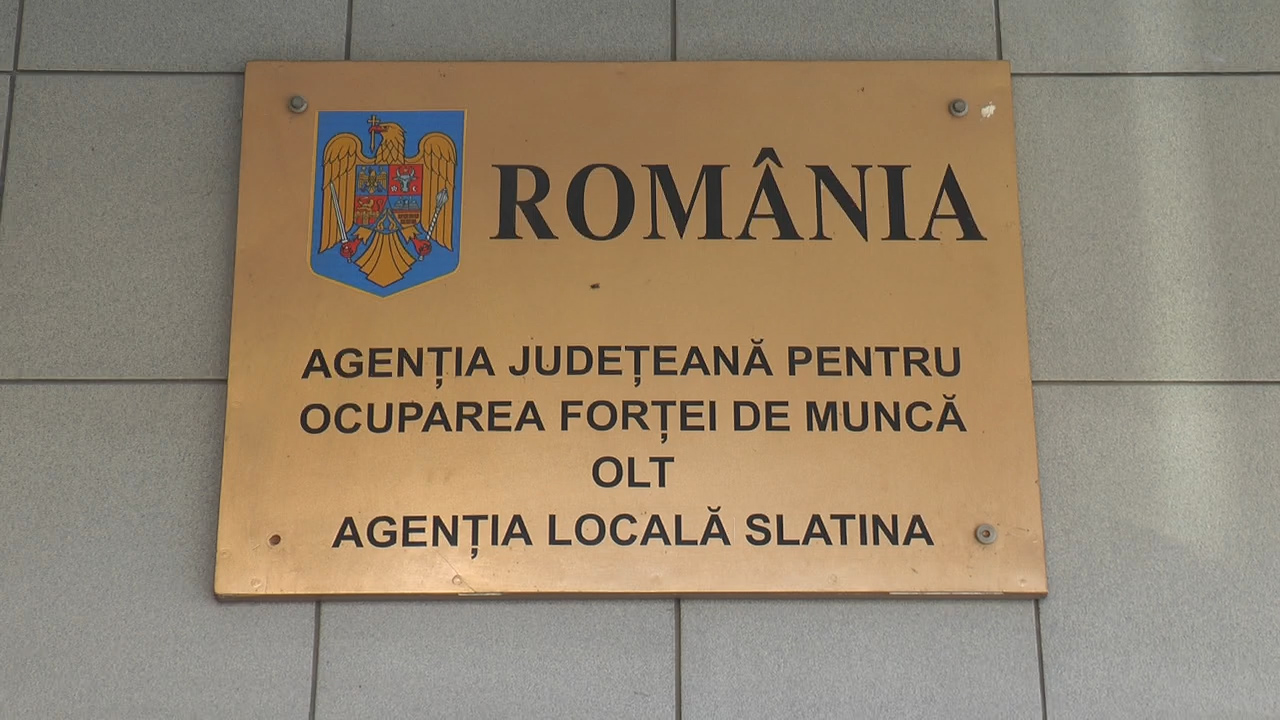 ROMÂNIA
AGENȚIA JUDEȚEANĂ PENTRU
OCUPAREA FORȚEI DE MUNCĂ
OLT
AGENȚIA LOCALĂ SLATINA